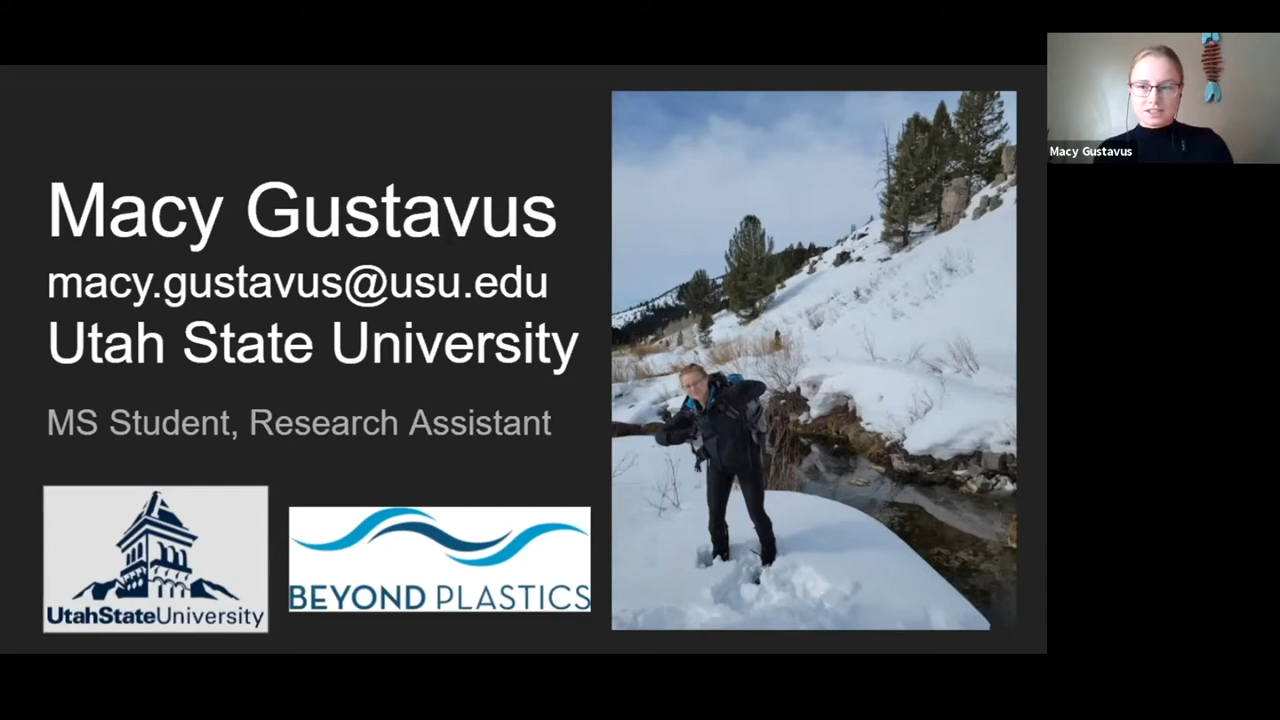 Macy Gustavus
macy.gustavus@usu.edu
Utah State University
MS Student, Research Assistant
UtahStateUniversity
BEYOND PLASTICS
Macy Gustavus